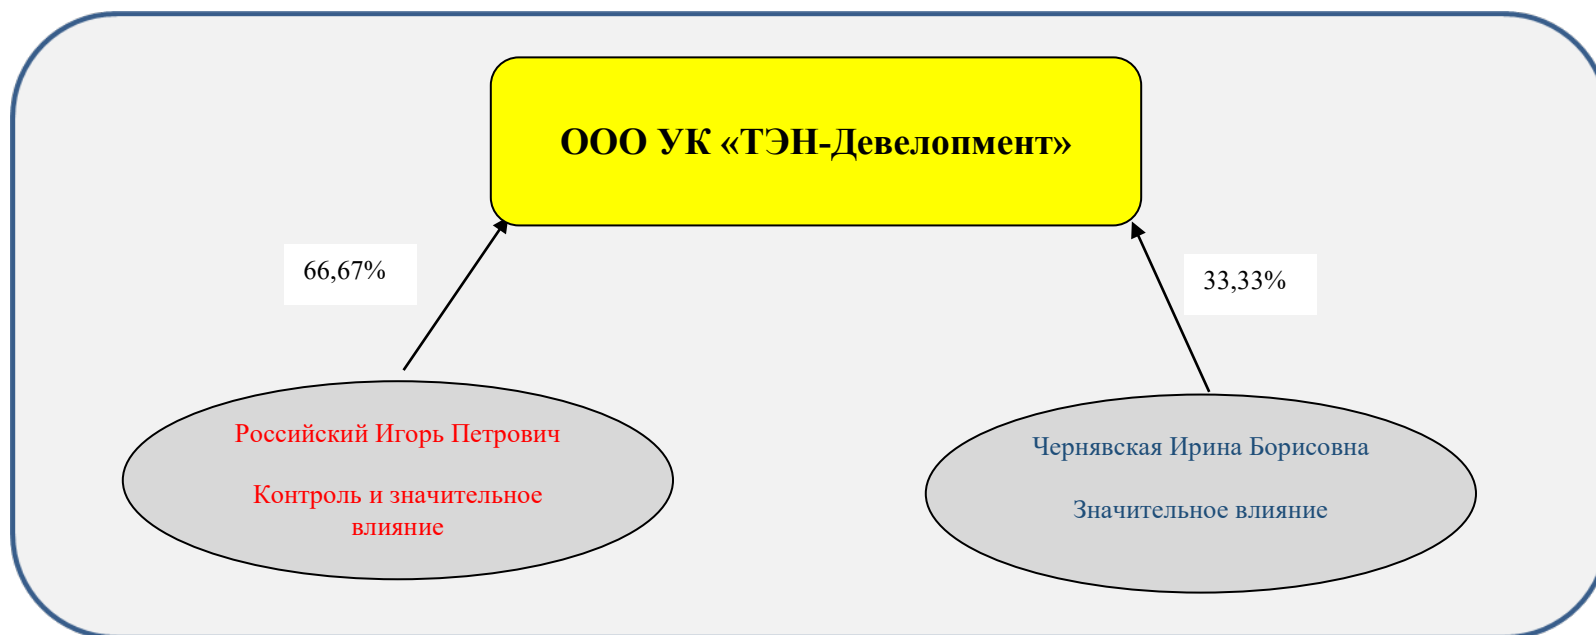 ООО УК «ТЭН-Девелопмент»
66,67%
33,33%
Российский Игорь Петрович
Контроль и значительное
влияние
Чернявская Ирина Борисовна
Значительное влияние